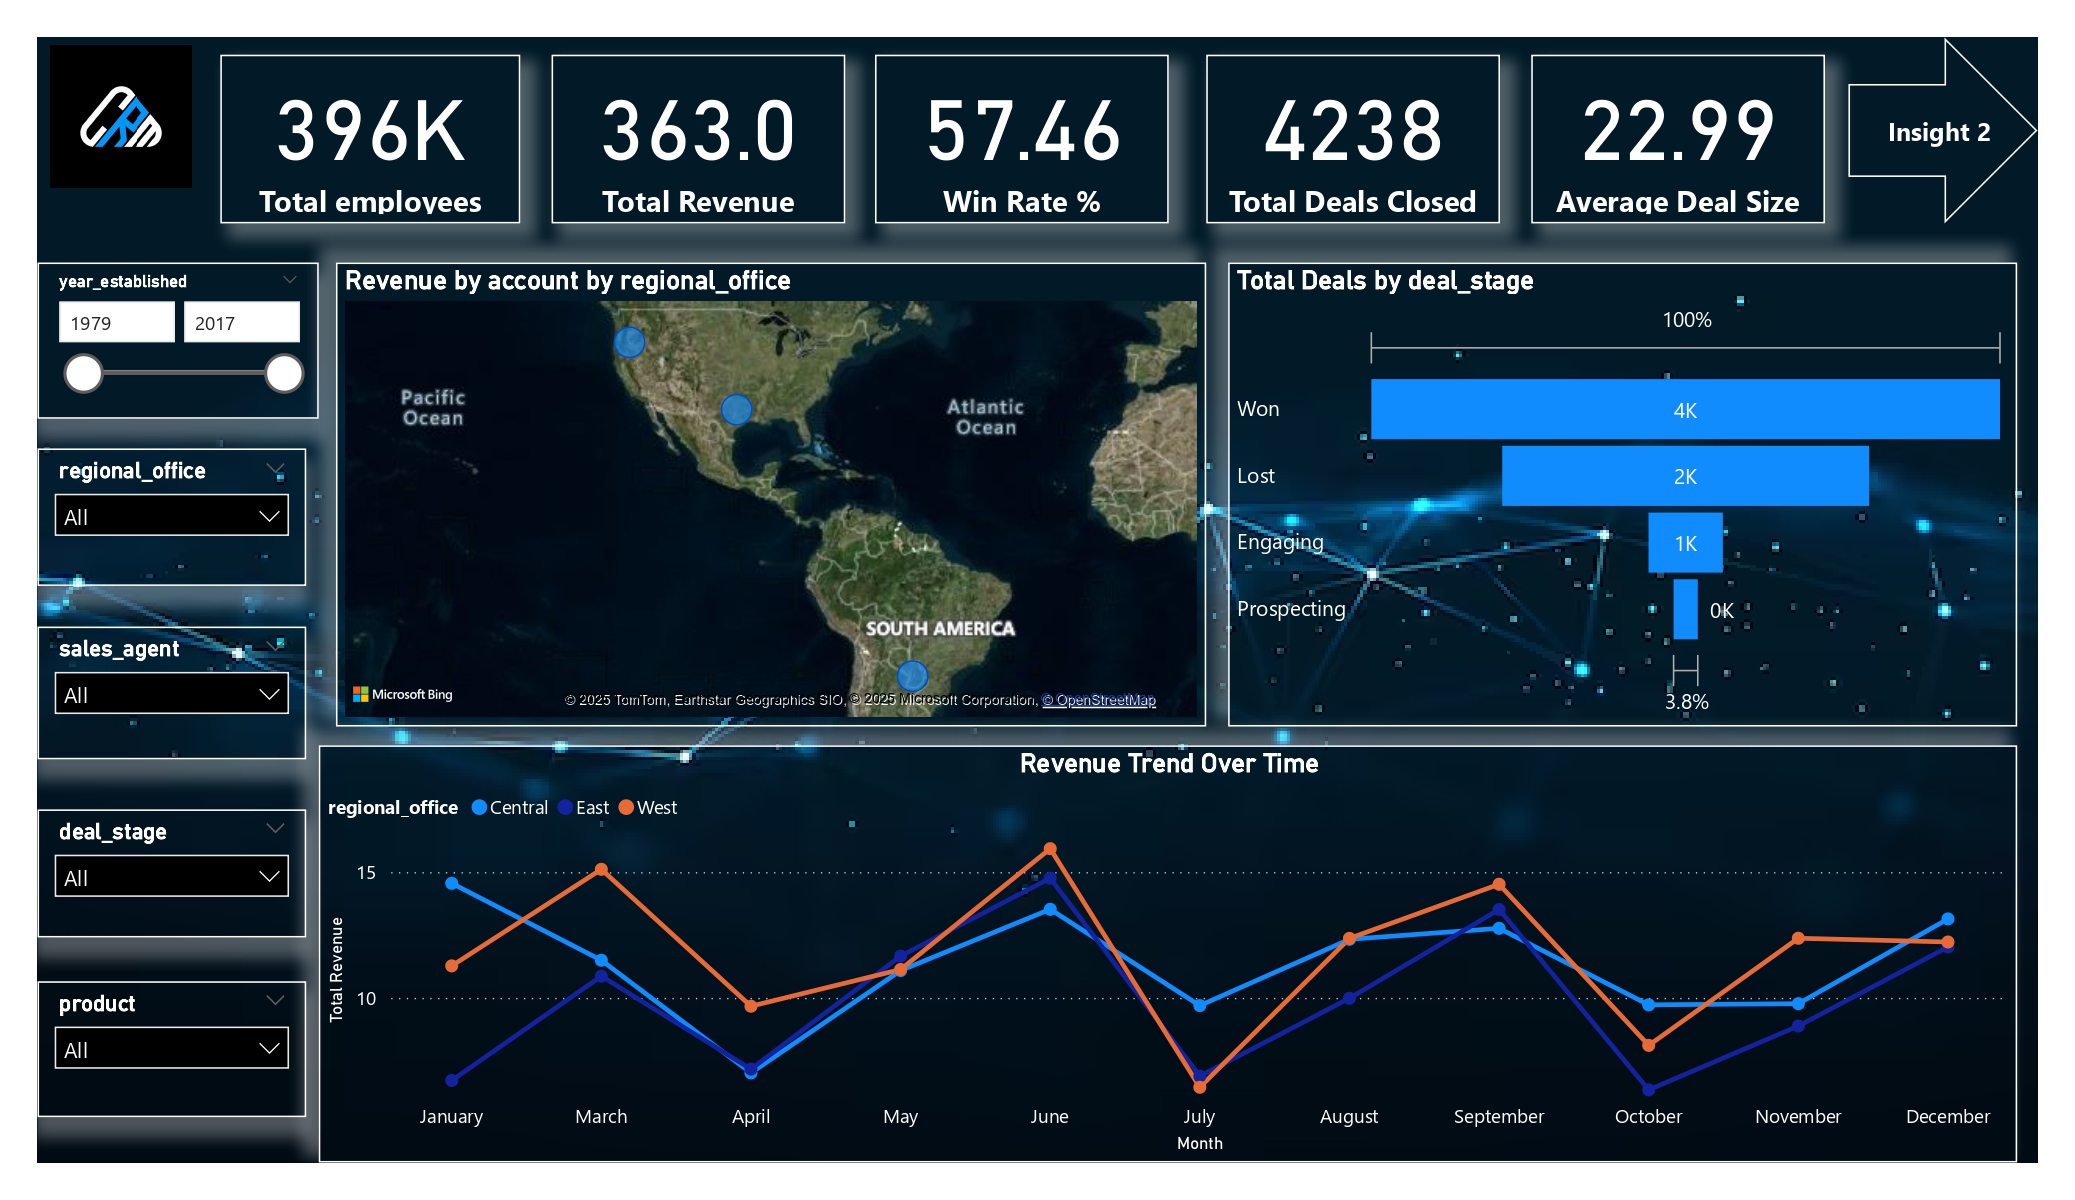 CRM
396K
Total employees
363.0
Total Revenue
57.46
Win Rate %
4238
Total Deals Closed
22.99
Average Deal Size
Insight 2
year_established
1979 2017
regional_office
All
sales_agent
All
deal_stage
All
product
All
Revenue by account by regional_office
Pacific
Ocean
Atlantic
Ocean
SOUTH AMERICA
Microsoft Bing
© 2025 TomTom, Earthstar Geographics SIO, © 2025 Microsoft Corporation, © OpenStreetMap
Total Deals by deal_stage
100%
Won 4K
Lost 2K
Engaging 1K
Prospecting 0K
3.8%
Revenue Trend Over Time
regional_office Central East West
Total Revenue
15
10
January March April May June July August September October November December
Month